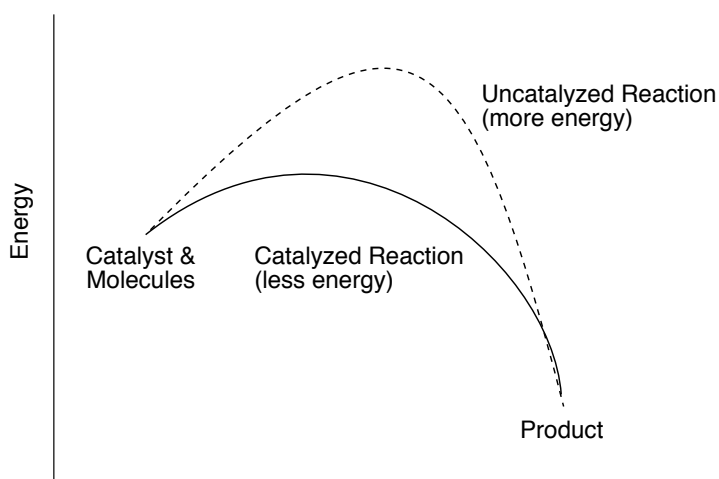 Uncatalyzed Reaction
(more energy)
Energy
Catalyst &
Molecules
Catalyzed Reaction
(less energy)
Product